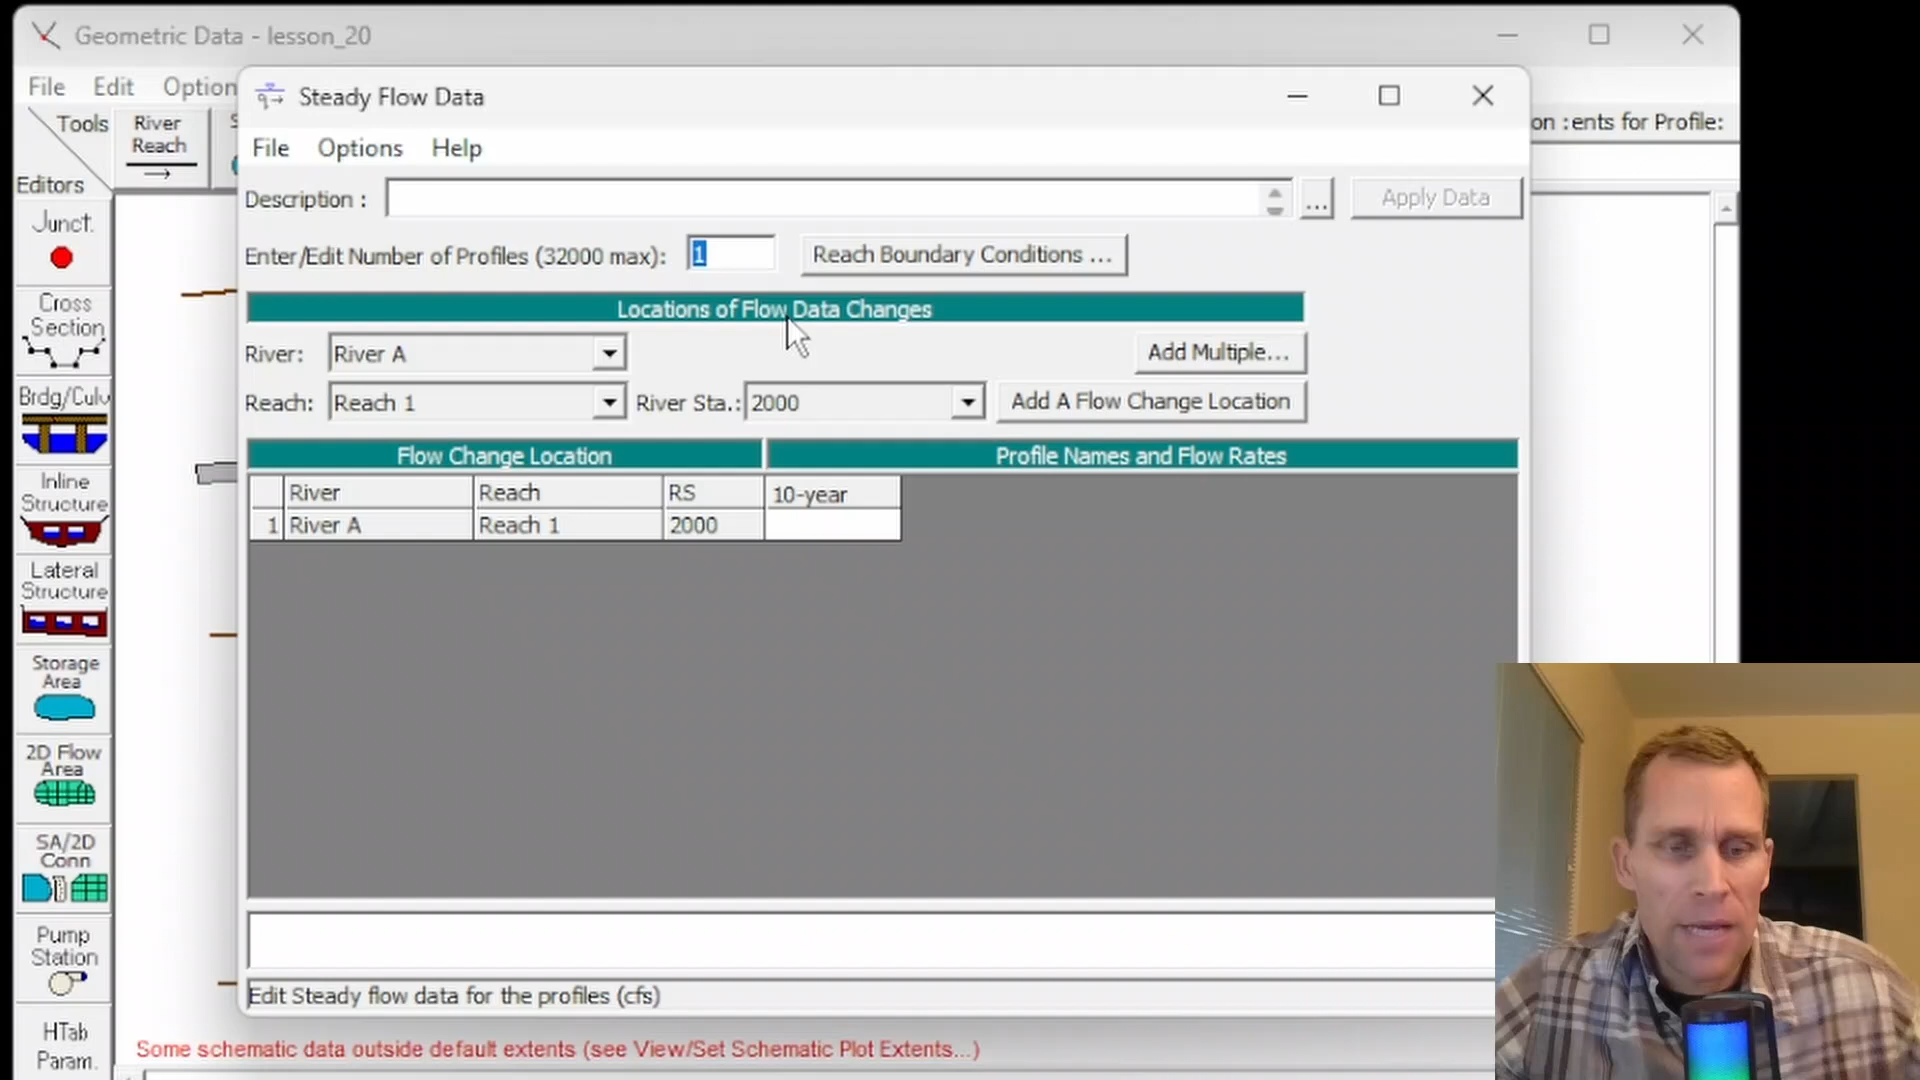 Geometric Data - lesson_20
File Edit Option
Tools
River
Reach
Editors
Junct.
Cross
Section
Brdg/Culv
Inline
Structure
Lateral
Structure
Storage
Area
2D Flow
Area
SA/2D
Conn
Pump
Station
HTab
Param.
on :ents for Profile:
Steady Flow Data
File Options Help
Description : ... Apply Data
Enter/Edit Number of Profiles (32000 max): 1 Reach Boundary Conditions ...
Locations of Flow Data Changes
River: River A Add Multiple...
Reach: Reach 1 River Sta.: 2000 Add A Flow Change Location
Flow Change Location Profile Names and Flow Rates
River Reach RS 10-year
1 River A Reach 1 2000
Edit Steady flow data for the profiles (cfs)
Some schematic data outside default extents (see View/Set Schematic Plot Extents...)